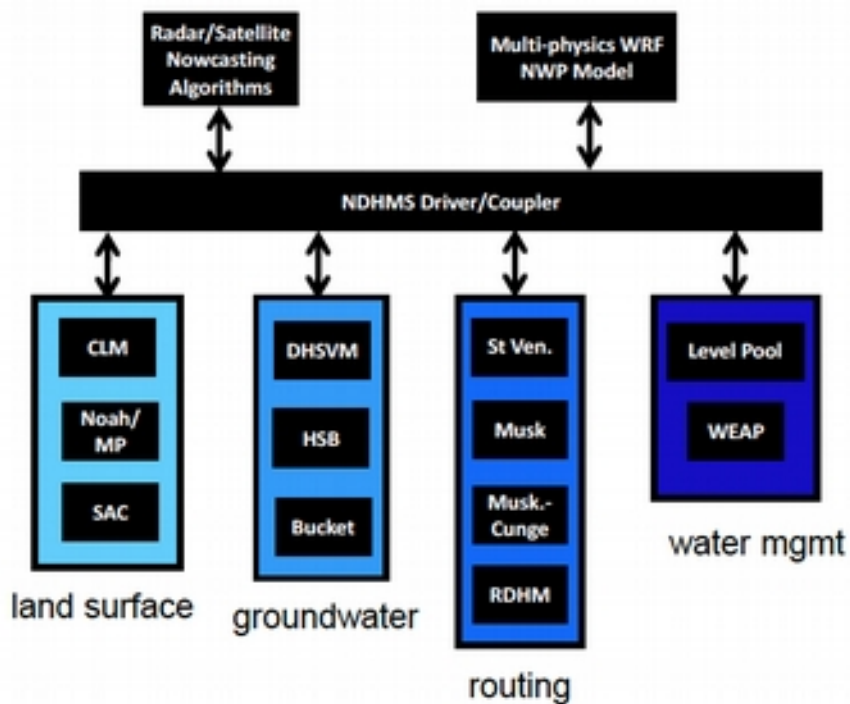 Radar/Satellite
Nowcasting
Algorithms
Multi-physics WRF
NWP Model
NDHMS Driver/Coupler
CLM
Noah/
MP
SAC
land surface
DHSVM
HSB
Bucket
groundwater
St Ven.
Musk
Musk.-
Cunge
RDHM
routing
Level Pool
WEAP
water mgmt